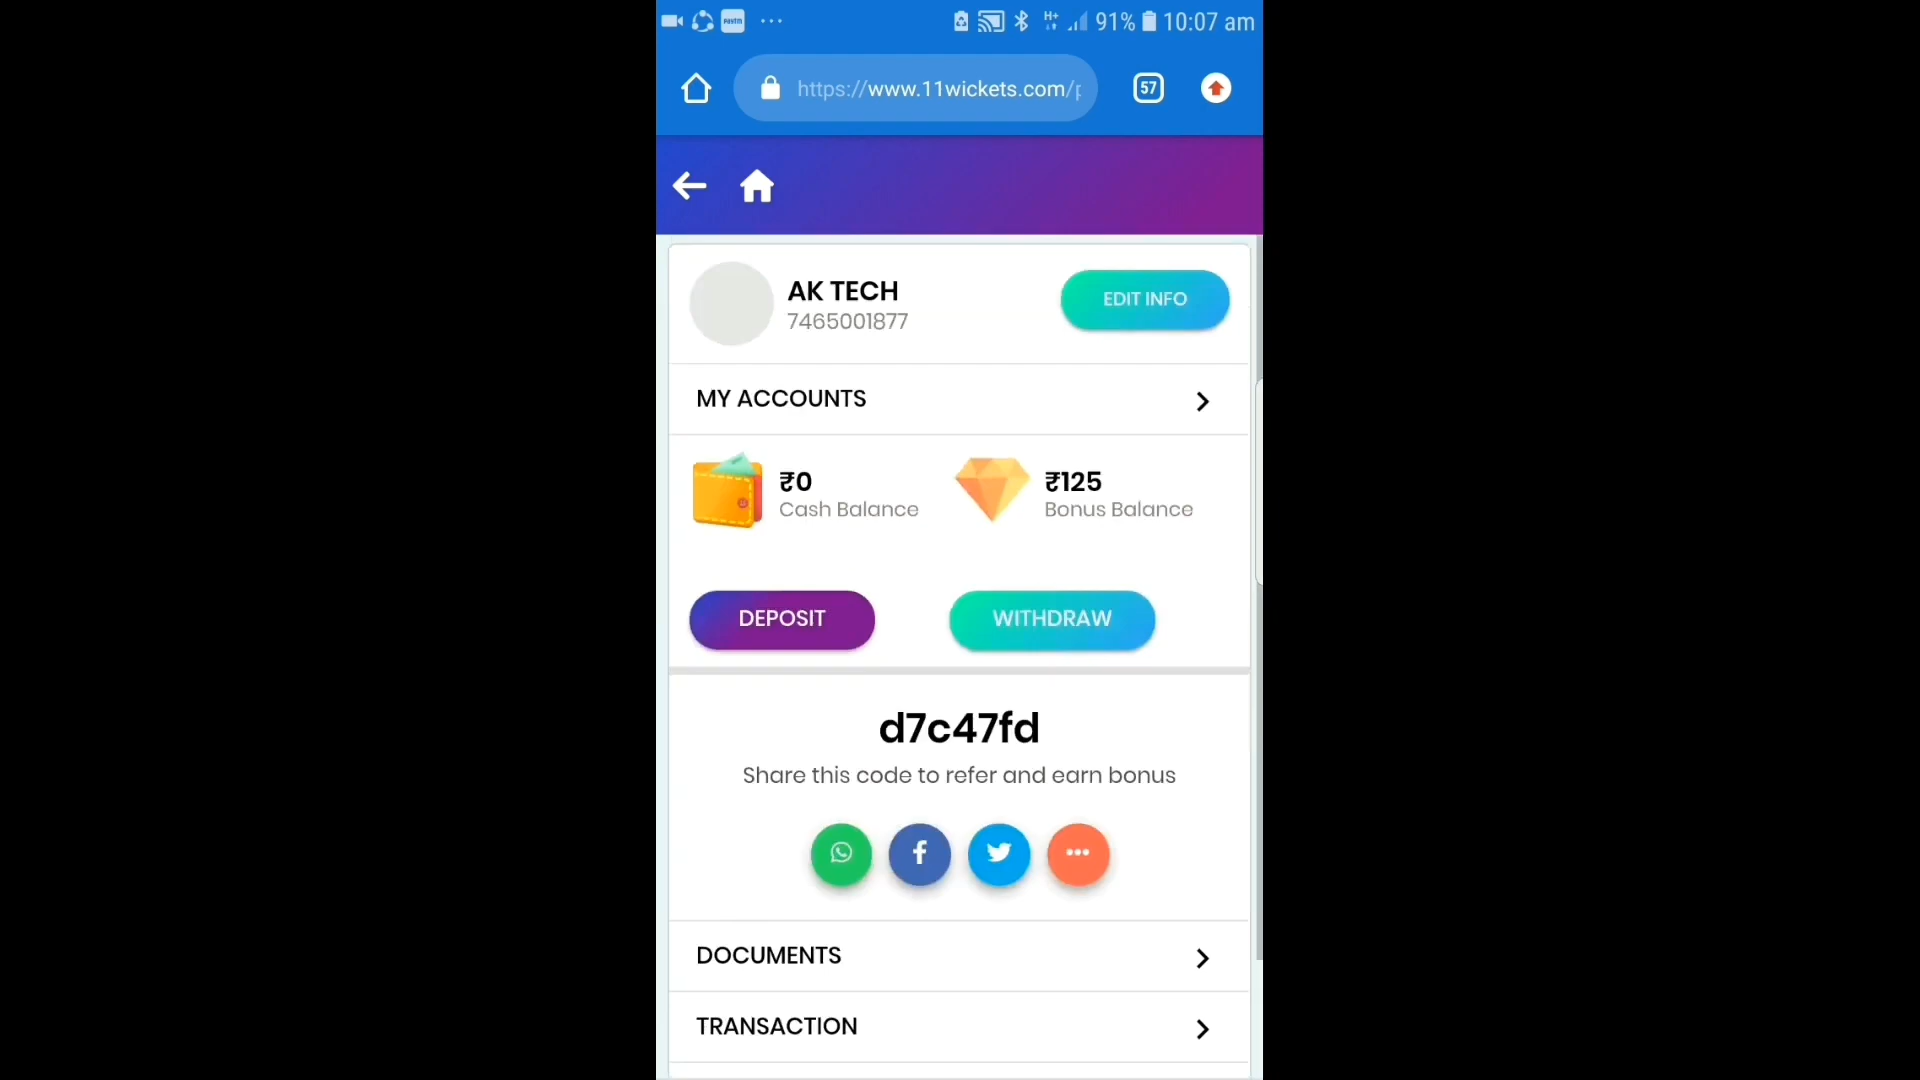 paytm
H+
91%
10:07 am
https://www.11wickets.com/p
57
AK TECH
7465001877
EDIT INFO
MY ACCOUNTS
₹0
Cash Balance
₹125
Bonus Balance
DEPOSIT
WITHDRAW
d7c47fd
Share this code to refer and earn bonus
DOCUMENTS
TRANSACTION